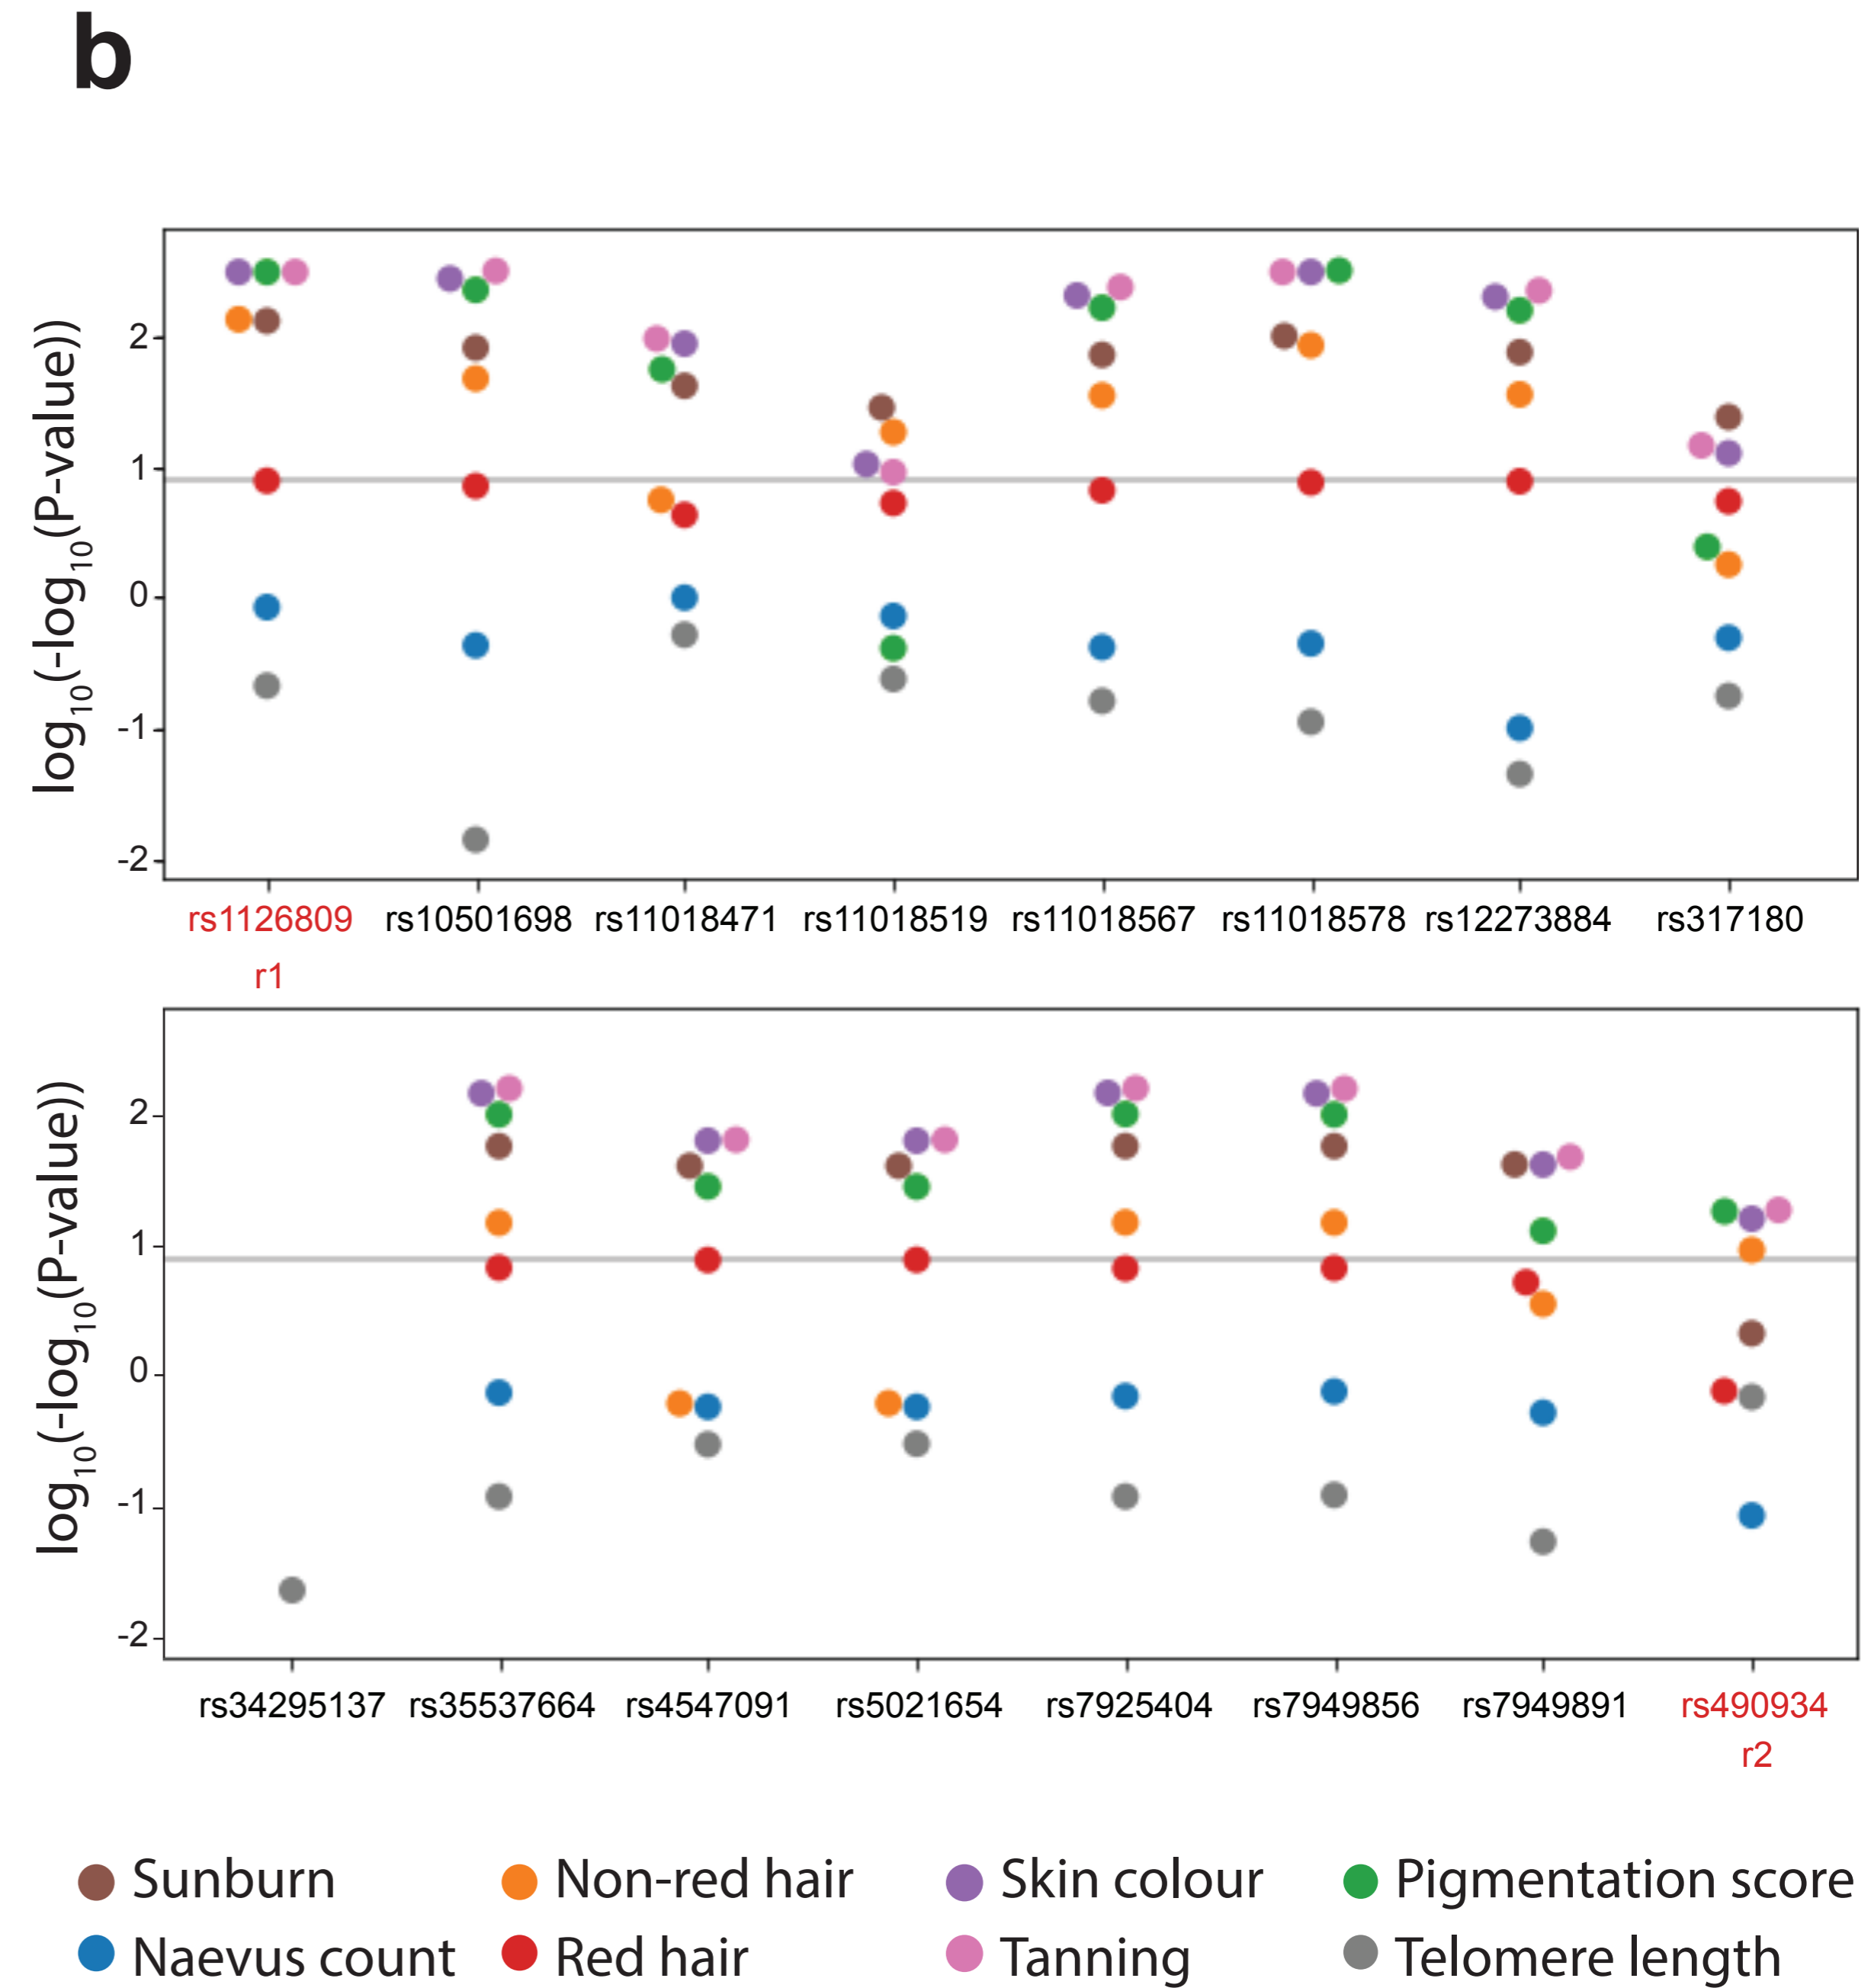 b
log10(-log10(P-value))
2
1
0
-1
-2
rs1126809 rs10501698 rs11018471 rs11018519 rs11018567 rs11018578 rs12273884 rs317180
r1
log10(-log10(P-value))
2
1
0
-1
-2
rs34295137 rs35537664 rs4547091 rs5021654 rs7925404 rs7949856 rs7949891 rs490934
r2
Sunburn Non-red hair Skin colour Pigmentation score
Naevus count Red hair Tanning Telomere length